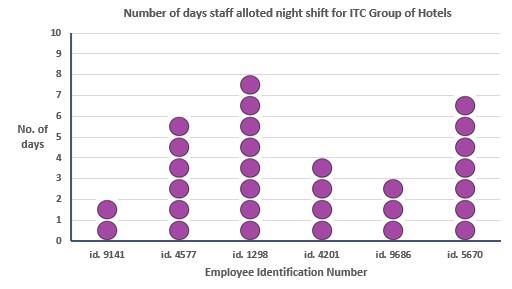 Number of days staff alloted night shift for ITC Group of Hotels
10
9
8
7
6
5
4
3
2
1
0
No. of
days
id. 9141 id. 4577 id. 1298 id. 4201 id. 9686 id. 5670
Employee Identification Number